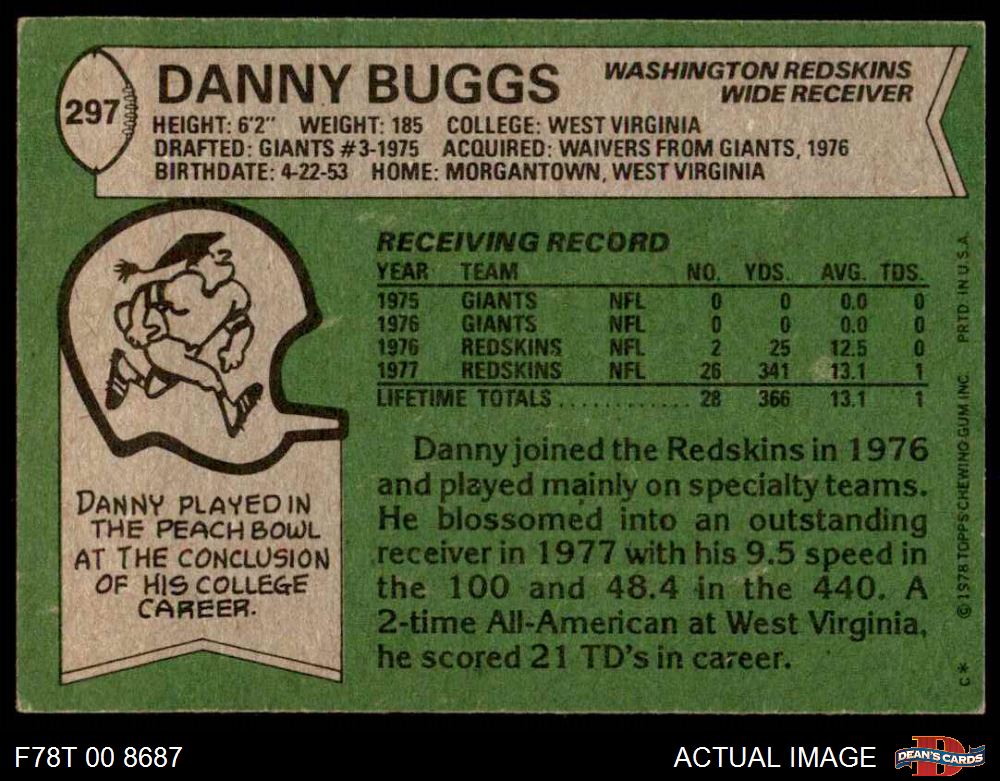 297
DANNY BUGGS
WASHINGTON REDSKINS
WIDE RECEIVER
HEIGHT: 6'2" WEIGHT: 185 COLLEGE: WEST VIRGINIA
DRAFTED: GIANTS #3-1975 ACQUIRED: WAIVERS FROM GIANTS, 1976
BIRTHDATE: 4-22-53 HOME: MORGANTOWN, WEST VIRGINIA
RECEIVING RECORD
YEAR TEAM NO. YDS. AVG. TDS.
1975 GIANTS NFL 0 0 0.0 0
1976 GIANTS NFL 0 0 0.0 0
1976 REDSKINS NFL 2 25 12.5 0
1977 REDSKINS NFL 26 341 13.1 1
LIFETIME TOTALS.............. 28 366 13.1 1
Danny joined the Redskins in 1976
and played mainly on specialty teams.
He blossomed into an outstanding
receiver in 1977 with his 9.5 speed in
the 100 and 48.4 in the 440. A
2-time All-American at West Virginia,
he scored 21 TD's in career.
DANNY PLAYED IN
THE PEACH BOWL
AT THE CONCLUSION
OF HIS COLLEGE
CAREER.
C* © 1978 TOPPS CHEWING GUM INC. PRTD IN U.S.A.
F78T 00 8687
ACTUAL IMAGE
D
DEAN'S CARDS